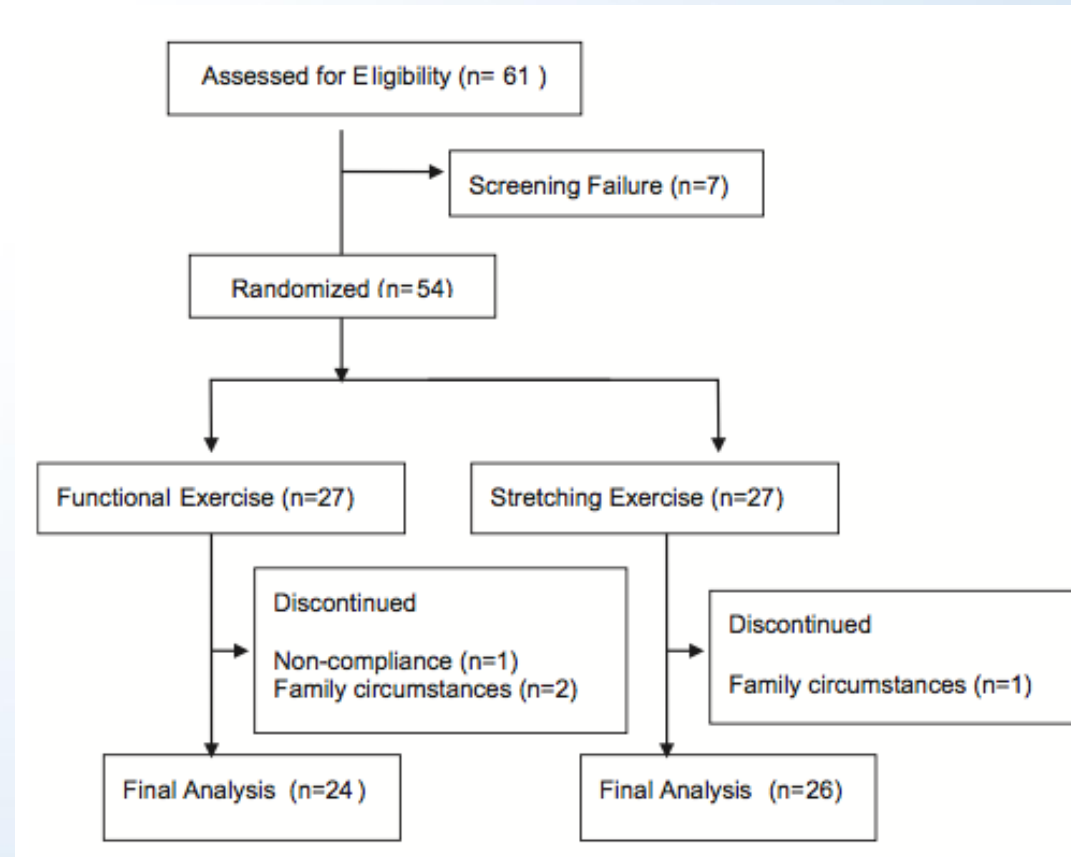 Assessed for Eligibility (n= 61 )
Screening Failure (n=7)
Randomized (n=54)
Functional Exercise (n=27)
Stretching Exercise (n=27)
Discontinued
Non-compliance (n=1)
Family circumstances (n=2)
Discontinued
Family circumstances (n=1)
Final Analysis (n=24 )
Final Analysis (n=26)